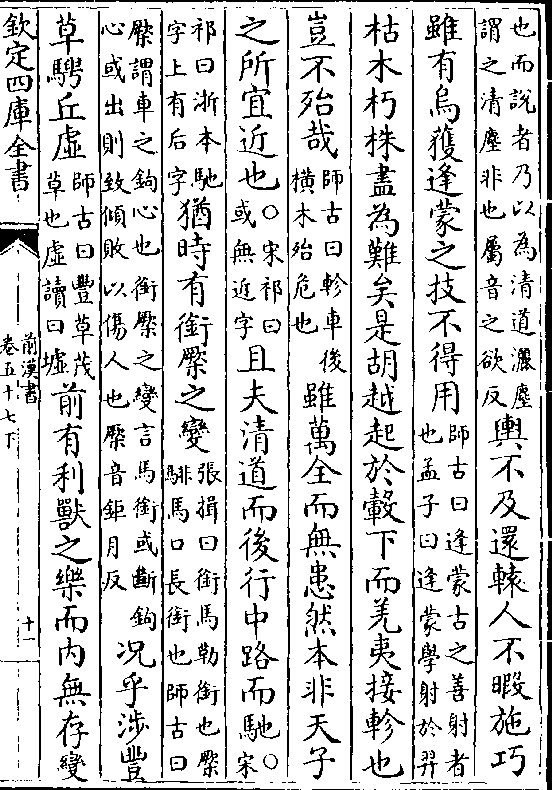 也而說者乃以為清道灑塵
謂之清塵非也屬音之欲反
輿不及還轅人不暇施巧
雖有烏獲逢蒙之技不得用
師古曰逢蒙古之善射者
也孟子曰逢蒙學射於羿
枯木朽株盡為難矣是胡越起於轂下而羌夷接軫也
豈不殆哉
師古曰軫車後
橫木殆危也
雖萬全而無患然本非天子
之所宜近也
○宋祁曰
或無近字
且夫清道而後行中路而馳
○宋
祁曰浙本馳
字上有后字
猶時有銜橜之變
張揖曰銜馬勒銜也橜
騑馬口長銜也師古曰
橜謂車之鉤心也銜橜之變言馬銜或斷鉤
心或出則致傾敗以傷人也橜音鉅月反
况乎涉豐
草騁丘虛
師古曰豐草茂
草也虛讀曰墟
前有利獸之樂而内無存變
欽定四庫全書
前漢書
卷五十七下
十一